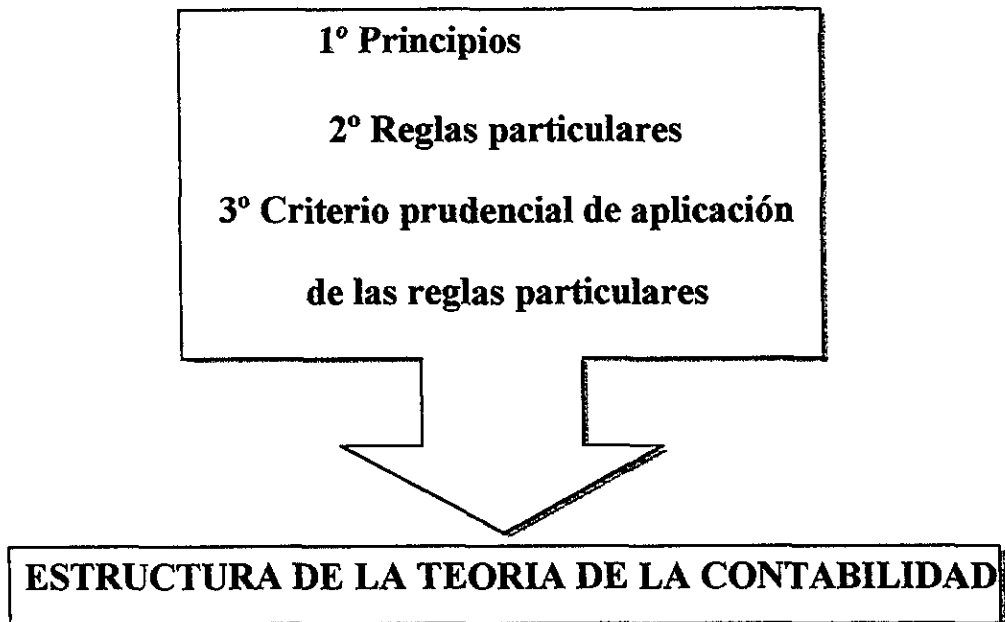 1º Principios
2º Reglas particulares
3º Criterio prudencial de aplicación
de las reglas particulares
ESTRUCTURA DE LA TEORIA DE LA CONTABILIDAD